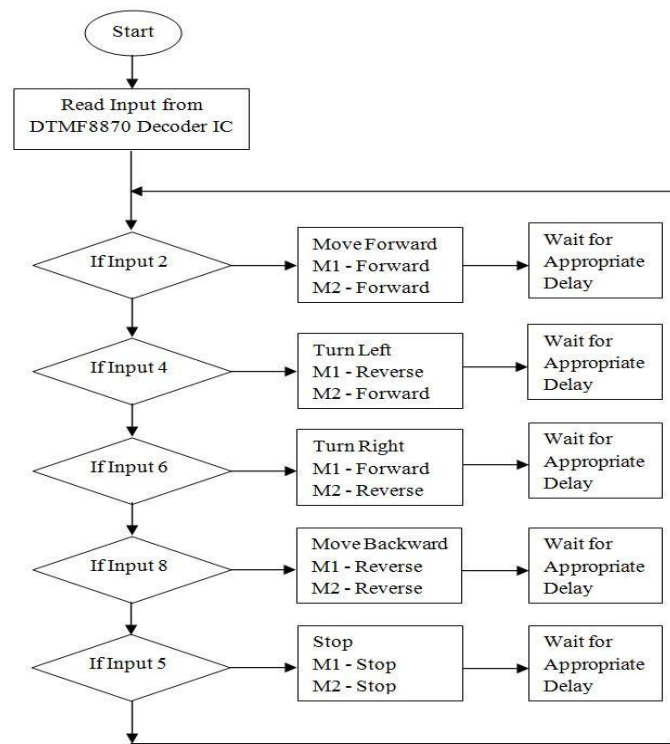 Start
Read Input from
DTMF8870 Decoder IC
If Input 2
Move Forward
M1 - Forward
M2 - Forward
Wait for
Appropriate
Delay
If Input 4
Turn Left
M1 - Reverse
M2 - Forward
Wait for
Appropriate
Delay
If Input 6
Turn Right
M1 - Forward
M2 - Reverse
Wait for
Appropriate
Delay
If Input 8
Move Backward
M1 - Reverse
M2 - Reverse
Wait for
Appropriate
Delay
If Input 5
Stop
M1 - Stop
M2 - Stop
Wait for
Appropriate
Delay